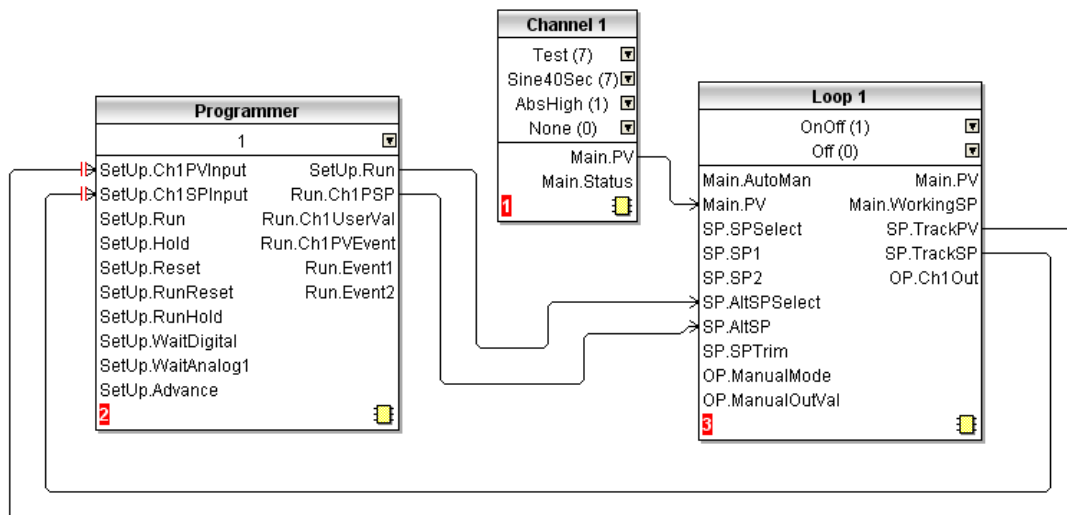 Channel 1
Test (7)
Sine40Sec (7)
AbsHigh (1)
None (0)
Main.PV
Main.Status
1
Programmer
1
SetUp.Ch1PVInput SetUp.Run
SetUp.Ch1SPInput Run.Ch1PSP
SetUp.Run Run.Ch1UserVal
SetUp.Hold Run.Ch1PVEvent
SetUp.Reset Run.Event1
SetUp.RunReset Run.Event2
SetUp.RunHold
SetUp.WaitDigital
SetUp.WaitAnalog1
SetUp.Advance
2
Loop 1
OnOff (1)
Off (0)
Main.AutoMan Main.PV
Main.PV Main.WorkingSP
SP.SPSelect SP.TrackPV
SP.SP1 SP.TrackSP
SP.SP2 OP.Ch1Out
SP.AltSPSelect
SP.AltSP
SP.SPTrim
OP.ManualMode
OP.ManualOutVal
3